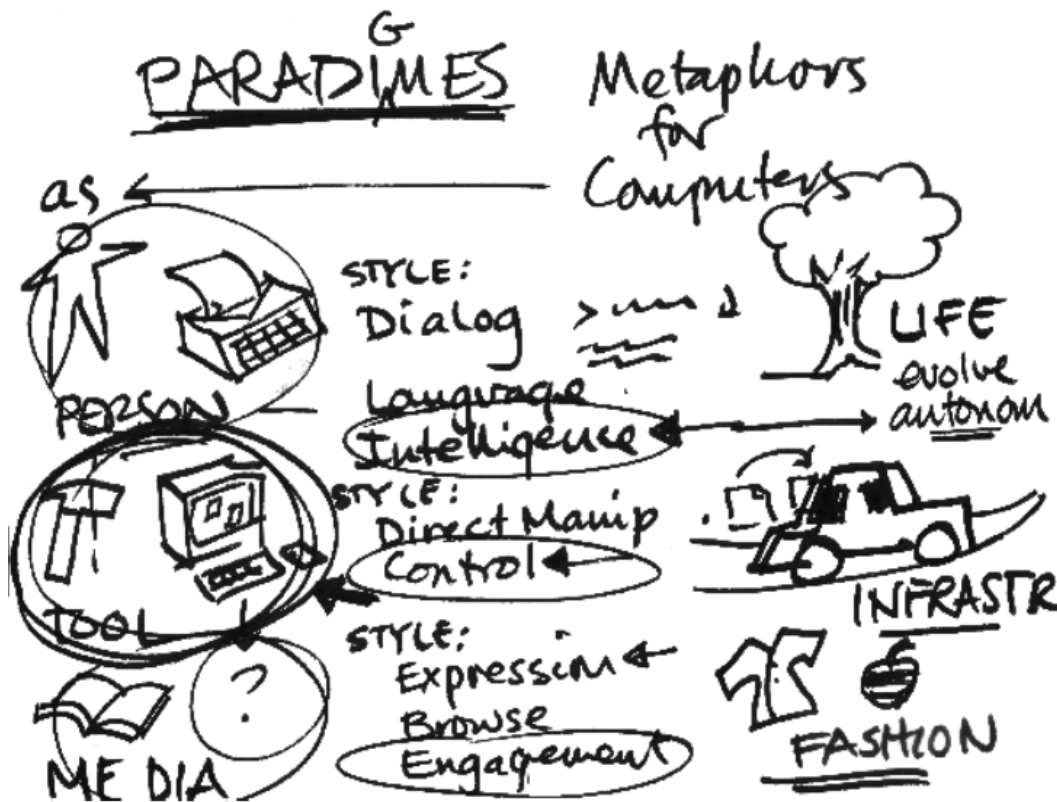 PARADIGMES
Metaphors
for
Computers
as
STYLE:
Dialog
Language
Intelligence
PERSON
LIFE
evolve
autonom
STYLE:
Direct Manip
Control
TOOL
INFRASTR
STYLE:
Expression
Browse
Engagement
?
MEDIA
FASHION